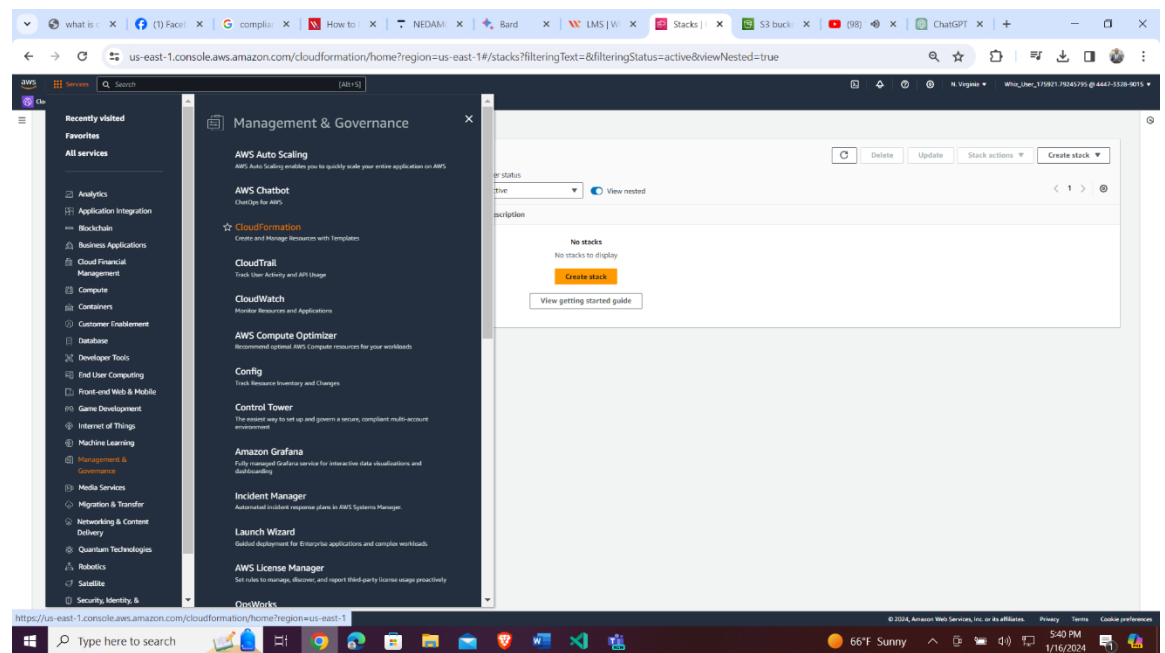 what is c
(1) Facel
complian
How to
NEDAM
Bard
LMS | W
Stacks |
S3 buck
(98)
ChatGPT
us-east-1.console.aws.amazon.com/cloudformation/home?region=us-east-1#/stacks?filteringText=&filteringStatus=active&viewNested=true
aws
Services
Search
[Alt+S]
N. Virginia
Whiz_User_175921.79245795 @ 4447-3328-9015
Clo
Recently visited
Favorites
All services
Analytics
Application Integration
Blockchain
Business Applications
Cloud Financial
Management
Compute
Containers
Customer Enablement
Database
Developer Tools
End User Computing
Front-end Web & Mobile
Game Development
Internet of Things
Machine Learning
Management &
Governance
Media Services
Migration & Transfer
Networking & Content
Delivery
Quantum Technologies
Robotics
Satellite
Security, Identity, &
Management & Governance
AWS Auto Scaling
AWS Auto Scaling enables you to quickly scale your entire application on AWS
AWS Chatbot
ChatOps for AWS
CloudFormation
Create and Manage Resources with Templates
CloudTrail
Track User Activity and API Usage
CloudWatch
Monitor Resources and Applications
AWS Compute Optimizer
Recommend optimal AWS Compute resources for your workloads
Config
Track Resource Inventory and Changes
Control Tower
The easiest way to set up and govern a secure, compliant multi-account
environment
Amazon Grafana
Fully managed Grafana service for interactive data visualizations and
dashboarding
Incident Manager
Automated incident response plans in AWS Systems Manager.
Launch Wizard
Guided deployment for Enterprise applications and complex workloads.
AWS License Manager
Set rules to manage, discover, and report third-party license usage proactively
OpsWorks
Delete
Update
Stack actions
Create stack
er status
ctive
View nested
1
escription
No stacks
No stacks to display
Create stack
View getting started guide
https://us-east-1.console.aws.amazon.com/cloudformation/home?region=us-east-1
© 2024, Amazon Web Services, Inc. or its affiliates.
Privacy
Terms
Cookie preferences
Type here to search
66°F Sunny
5:40 PM
1/16/2024